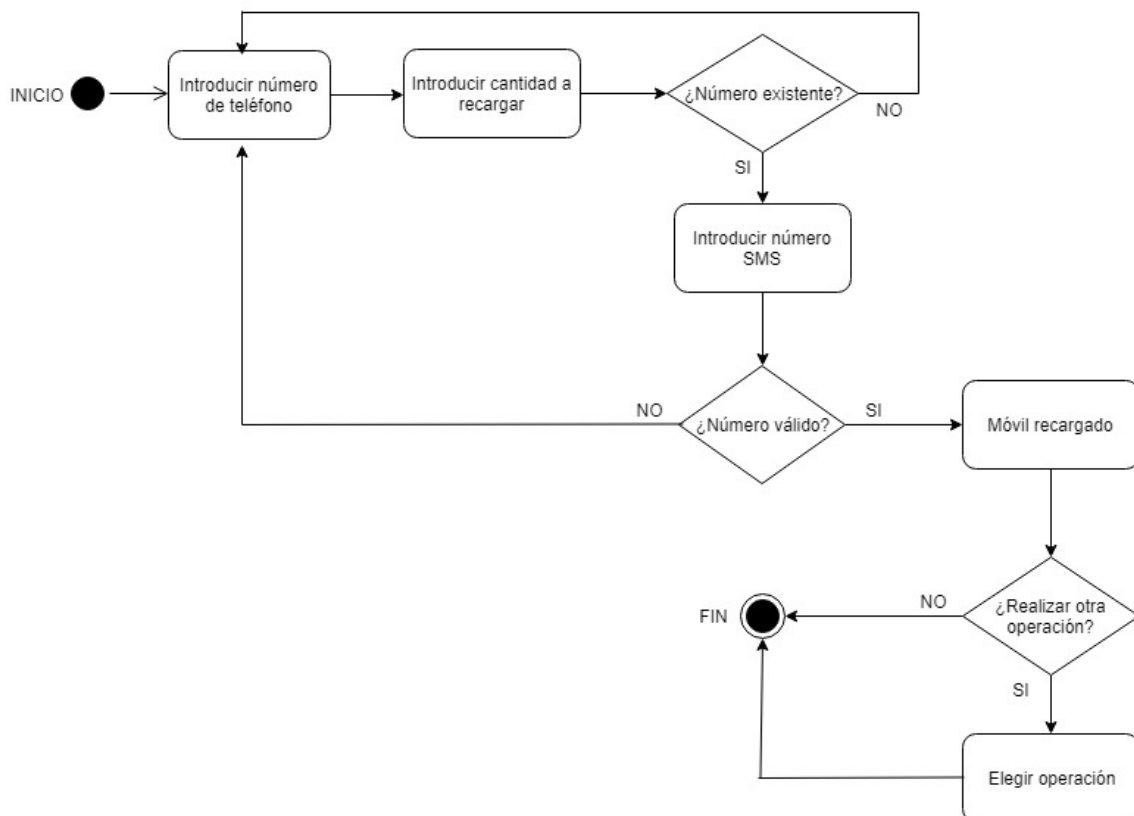 INICIO
Introducir número
de teléfono
Introducir cantidad a
recargar
¿Número existente?
NO
SI
Introducir número
SMS
NO
¿Número válido?
SI
Móvil recargado
FIN
NO
¿Realizar otra
operación?
SI
Elegir operación